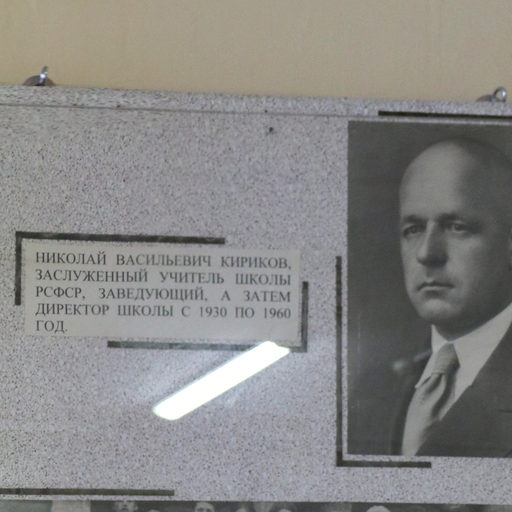 НИКОЛАЙ ВАСИЛЬЕВИЧ КИРИКОВ,
ЗАСЛУЖЕННЫЙ УЧИТЕЛЬ ШКОЛЫ
РСФСР, ЗАВЕДУЮЩИЙ, А ЗАТЕМ
ДИРЕКТОР ШКОЛЫ С 1930 ПО 1960
ГОД.